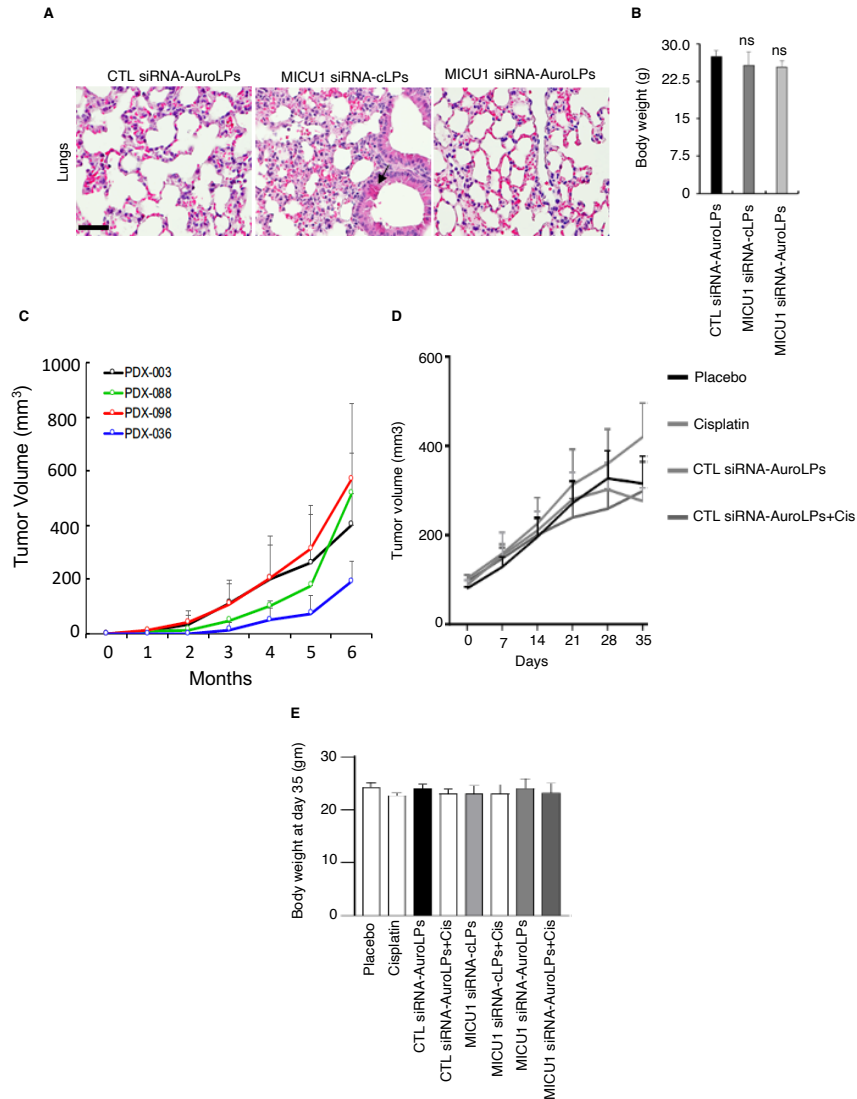 A
CTL siRNA-AuroLPs
MICU1 siRNA-cLPs
MICU1 siRNA-AuroLPs
Lungs
B
Body weight (g)
30.0
22.5
15
7.5
0
ns
ns
CTL siRNA-AuroLPs
MICU1 siRNA-cLPs
MICU1 siRNA-AuroLPs
C
Tumor Volume (mm³)
1000
800
600
400
200
0
PDX-003
PDX-088
PDX-098
PDX-036
0 1 2 3 4 5 6
Months
D
Tumor volume (mm3)
600
400
200
0
0 7 14 21 28 35
Days
Placebo
Cisplatin
CTL siRNA-AuroLPs
CTL siRNA-AuroLPs+Cis
E
Body weight at day 35 (gm)
30
20
10
0
Placebo
Cisplatin
CTL siRNA-AuroLPs
CTL siRNA-AuroLPs+Cis
MICU1 siRNA-cLPs
MICU1 siRNA-cLPs+Cis
MICU1 siRNA-AuroLPs
MICU1 siRNA-AuroLPs+Cis